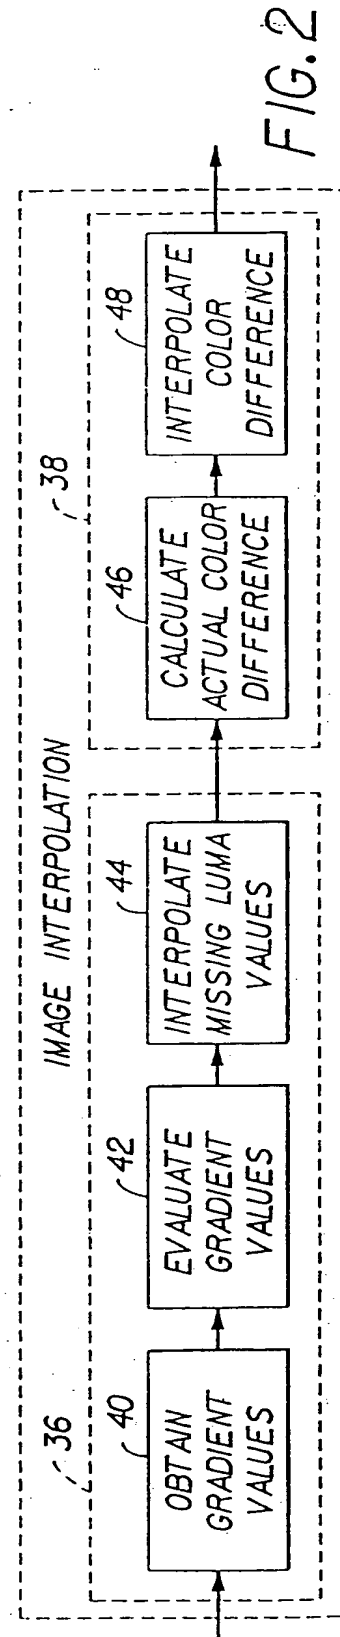 IMAGE INTERPOLATION
36
38
40
OBTAIN
GRADIENT
VALUES
42
EVALUATE
GRADIENT
VALUES
44
INTERPOLATE
MISSING LUMA
VALUES
46
CALCULATE
ACTUAL COLOR
DIFFERENCE
48
INTERPOLATE
COLOR
DIFFERENCE
FIG. 2